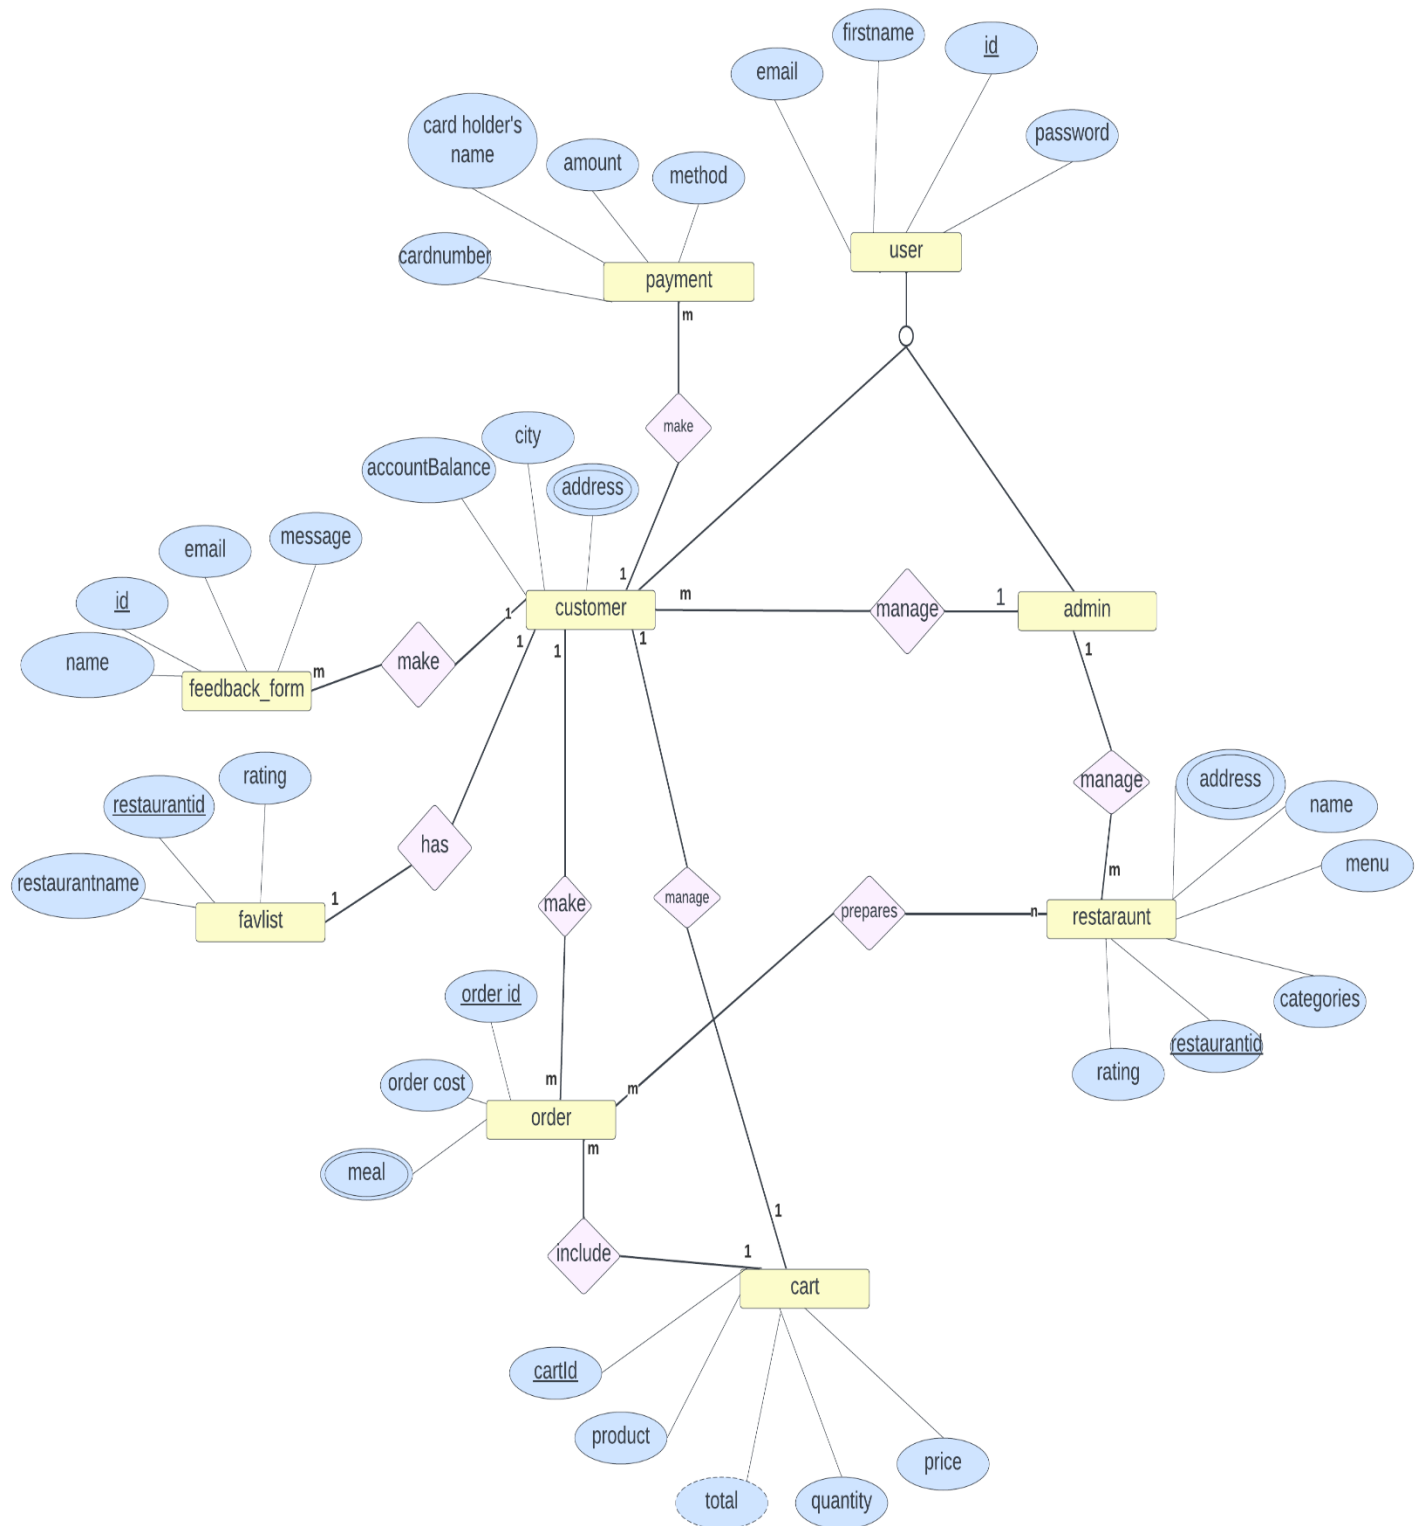 firstname
id
email
password
card holder's
name
amount
method
user
cardnumber
payment
m
make
city
accountBalance
address
message
email
id
name
1
customer
m
manage
1
admin
1
make
m
feedback_form
1
1
1
1
has
rating
restaurantid
restaurantname
favlist
1
make
manage
manage
m
address
name
menu
prepares
n
restaraunt
categories
restaurantid
rating
order id
order cost
m
m
order
meal
m
include
1
1
cart
cartId
product
total
quantity
price